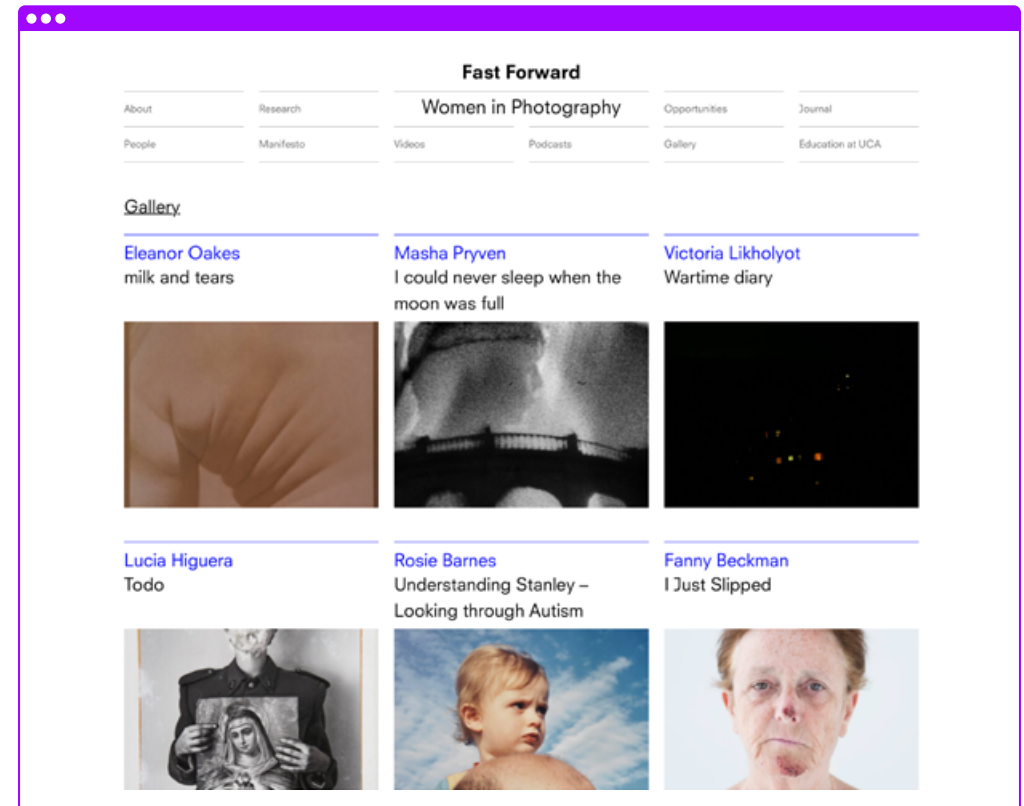 Fast Forward
About
Research
Women in Photography
Opportunities
Journal
People
Manifesto
Videos
Podcasts
Gallery
Education at UCA
Gallery
Eleanor Oakes
milk and tears
Masha Pryven
I could never sleep when the
moon was full
Victoria Likholyot
Wartime diary
Lucia Higuera
Todo
Rosie Barnes
Understanding Stanley –
Looking through Autism
Fanny Beckman
I Just Slipped